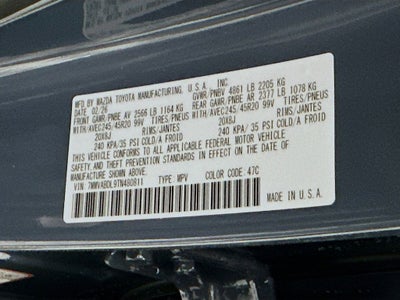 MFD BY MAZDA TOYOTA MANUFACTURING, U.S.A. INC
DATE: 02/26 GVWR/PNBV 4861 LB 2205 KG
FRONT GAWR/PNBE AV 2566 LB 1164 KG REAR GAWR/PNBE AR 2377 LB 1078 KG
WITH/AVEC245/45R20 99V TIRES/PNEUS WITH/AVEC245/45R20 99V TIRES/PNEUS
20X8J RIMS/JANTES 20X8J RIMS/JANTES
240 KPA/35 PSI COLD/A FROID 240 KPA/35 PSI COLD/A FROID
THIS VEHICLE CONFORMS TO ALL APPLICABLE FEDERAL MOTOR VEHICLE
SAFETY AND THEFT PREVENTION STANDARDS IN EFFECT ON THE DATE OF
MANUFACTURE SHOWN ABOVE.
VIN: 7MMVABDL9TN480811 TYPE: MPV COLOR CODE: 47C
MADE IN U.S.A.